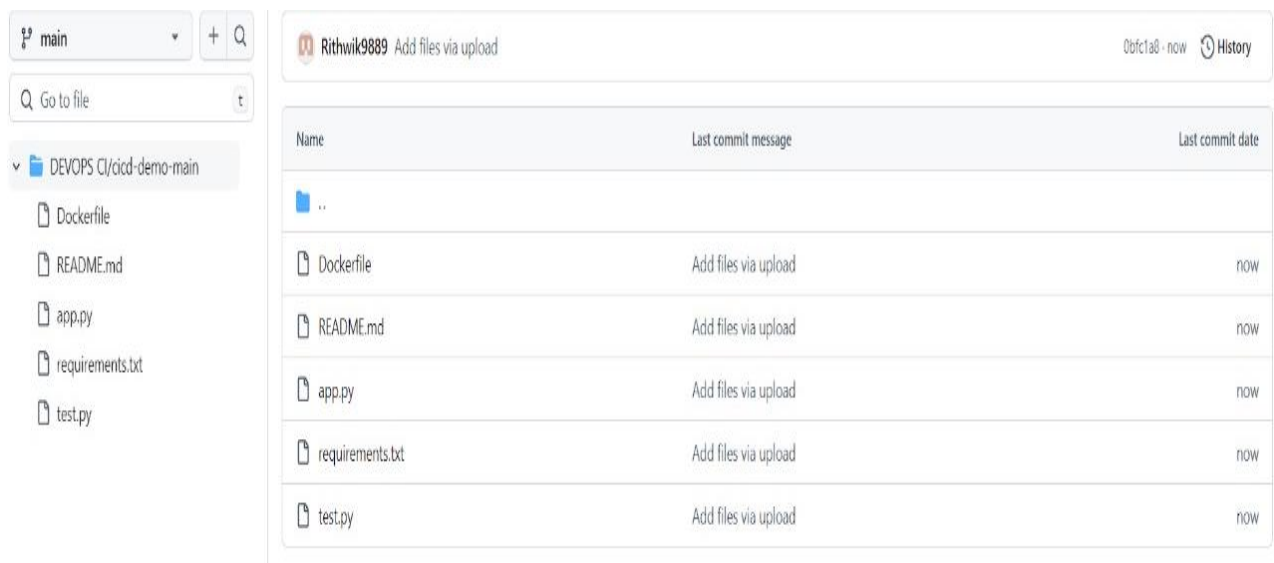 main
Go to file
t
DEVOPS CI/cicd-demo-main
Dockerfile
README.md
app.py
requirements.txt
test.py
Rithwik9889 Add files via upload 0bfc1a8 · now History
Name Last commit message Last commit date
..
Dockerfile Add files via upload now
README.md Add files via upload now
app.py Add files via upload now
requirements.txt Add files via upload now
test.py Add files via upload now